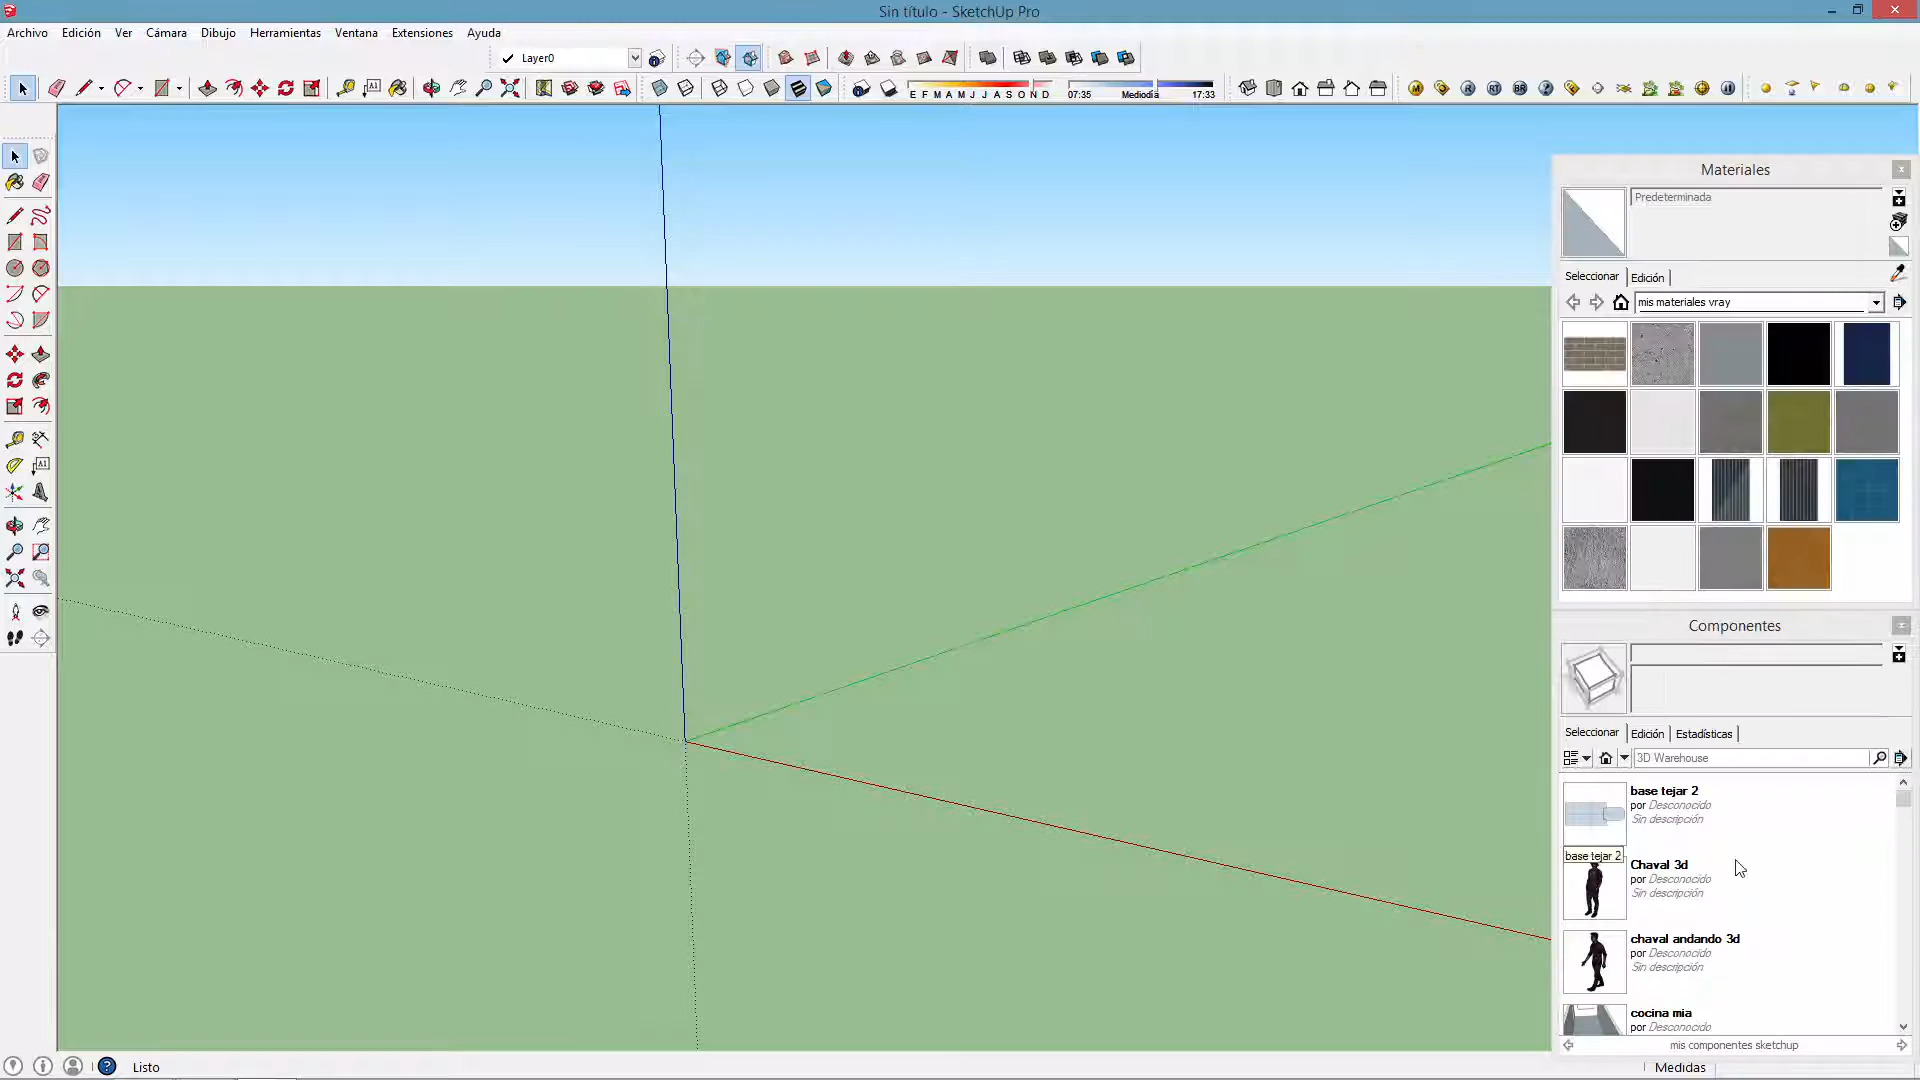 Sin título - SketchUp Pro
Archivo Edición Ver Cámara Dibujo Herramientas Ventana Extensiones Ayuda
Layer0
E F M A M J J A S O N D 07:35 Mediodía 17:33
Materiales
Predeterminada
Seleccionar Edición
mis materiales vray
Componentes
Seleccionar Edición Estadísticas
3D Warehouse
base tejar 2
por Desconocido
Sin descripción
base tejar 2
Chaval 3d
por Desconocido
Sin descripción
chaval andando 3d
por Desconocido
Sin descripción
cocina mia
por Desconocido
mis componentes sketchup
Listo
Medidas